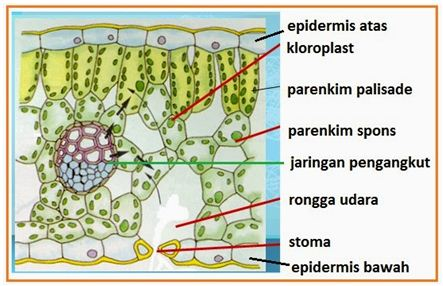 epidermis atas
kloroplast
parenkim palisade
parenkim spons
jaringan pengangkut
rongga udara
stoma
epidermis bawah